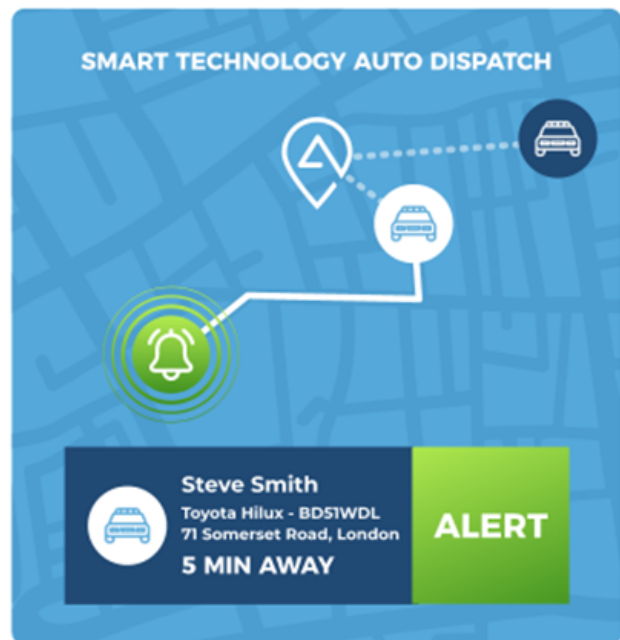 SMART TECHNOLOGY AUTO DISPATCH
Steve Smith
Toyota Hilux - BD51WDL
71 Somerset Road, London
5 MIN AWAY
ALERT